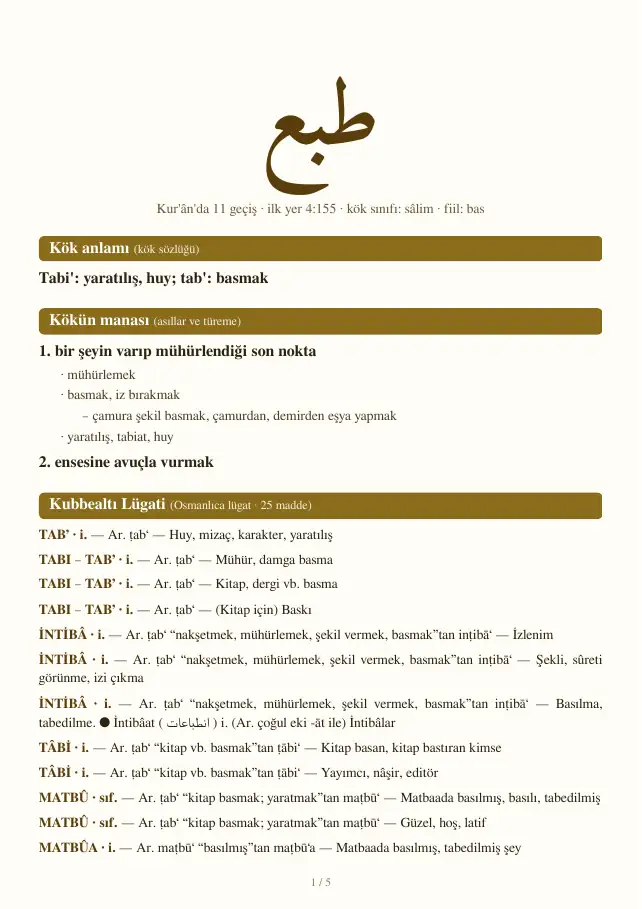 طبع
Kur'ân'da 11 geçiş · ilk yer 4:155 · kök sınıfı: sâlim · fiil: bas
Kök anlamı (kök sözlüğü)
Tabi': yaratılış, huy; tab': basmak
Kökün manası (asıllar ve türeme)
1. bir şeyin varıp mühürlendiği son nokta
· mühürlemek
· basmak, iz bırakmak
– çamura şekil basmak, çamurdan, demirden eşya yapmak
· yaratılış, tabiat, huy
2. ensesine avuçla vurmak
Kubbealtı Lügati (Osmanlıca lügat · 25 madde)
TAB’ · i. — Ar. ṭab‘ — Huy, mizaç, karakter, yaratılış
TABI – TAB’ · i. — Ar. ṭab‘ — Mühür, damga basma
TABI – TAB’ · i. — Ar. ṭab‘ — Kitap, dergi vb. basma
TABI – TAB’ · i. — Ar. ṭab‘ — (Kitap için) Baskı
İNTİBÂ · i. — Ar. ṭab‘ “nakşetmek, mühürlemek, şekil vermek, basmak”tan inṭibā‘ — İzlenim
İNTİBÂ · i. — Ar. ṭab‘ “nakşetmek, mühürlemek, şekil vermek, basmak”tan inṭibā‘ — Şekli, sûreti
görünme, izi çıkma
İNTİBÂ · i. — Ar. ṭab‘ “nakşetmek, mühürlemek, şekil vermek, basmak”tan inṭibā‘ — Basılma,
tabedilme. ● İntibâat ( انطباعات ) i. (Ar. çoğul eki -āt ile) İntibâlar
TÂBİ · i. — Ar. ṭab‘ “kitap vb. basmak”tan ṭābi‘ — Kitap basan, kitap bastıran kimse
TÂBİ · i. — Ar. ṭab‘ “kitap vb. basmak”tan ṭābi‘ — Yayımcı, nâşir, editör
MATBÛ · sıf. — Ar. ṭab‘ “kitap basmak; yaratmak”tan maṭbū‘ — Matbaada basılmış, basılı, tabedilmiş
MATBÛ · sıf. — Ar. ṭab‘ “kitap basmak; yaratmak”tan maṭbū‘ — Güzel, hoş, latif
MATBÛA · i. — Ar. maṭbū‘ “basılmış”tan maṭbū‘a — Matbaada basılmış, tabedilmiş şey
1 / 5